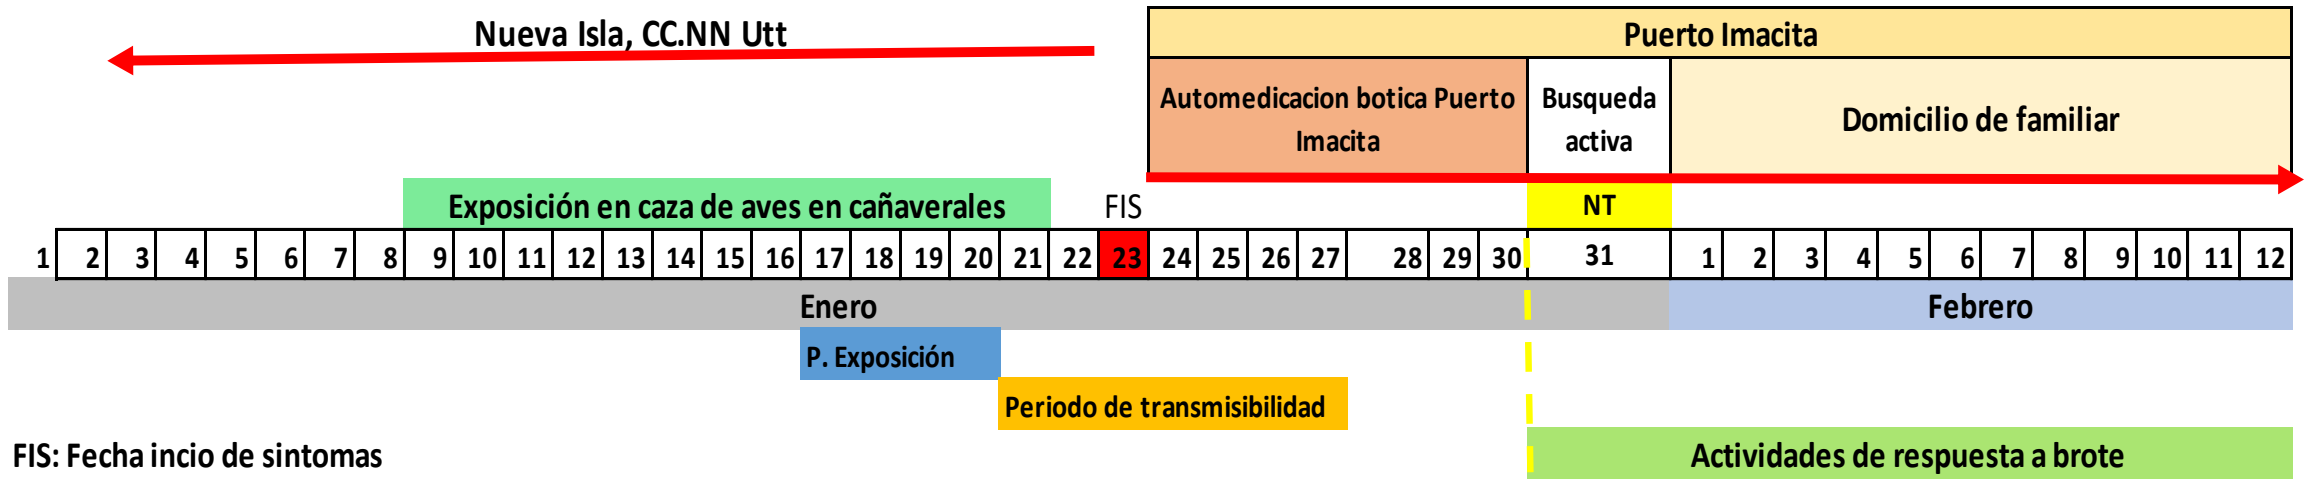 Nueva Isla, CC.NN Utt
Puerto Imacita
Automedicacion botica Puerto
Imacita
Busqueda
activa
Domicilio de familiar
Exposición en caza de aves en cañaverales
FIS
NT
1 2 3 4 5 6 7 8 9 10 11 12 13 14 15 16 17 18 19 20 21 22 23 24 25 26 27 28 29 30 31 1 2 3 4 5 6 7 8 9 10 11 12
Enero
Febrero
P. Exposición
Periodo de transmisibilidad
FIS: Fecha incio de sintomas
Actividades de respuesta a brote